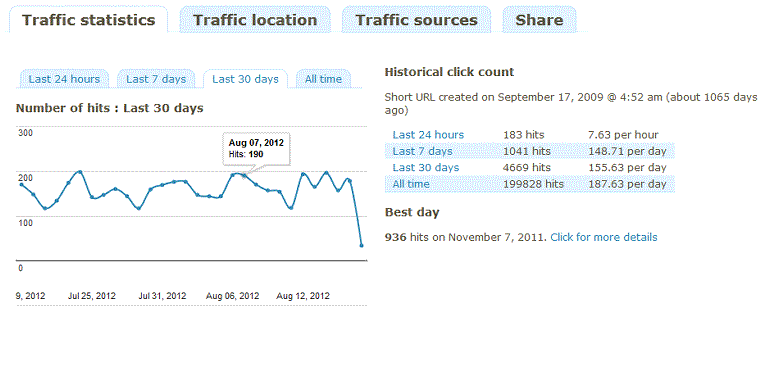 Traffic statistics Traffic location Traffic sources Share
Last 24 hours Last 7 days Last 30 days All time
Number of hits : Last 30 days
300
Aug 07, 2012
Hits: 190
200
100
0
9, 2012 Jul 25, 2012 Jul 31, 2012 Aug 06, 2012 Aug 12, 2012
Historical click count
Short URL created on September 17, 2009 @ 4:52 am (about 1065 days
ago)
Last 24 hours 183 hits 7.63 per hour
Last 7 days 1041 hits 148.71 per day
Last 30 days 4669 hits 155.63 per day
All time 199828 hits 187.63 per day
Best day
936 hits on November 7, 2011. Click for more details